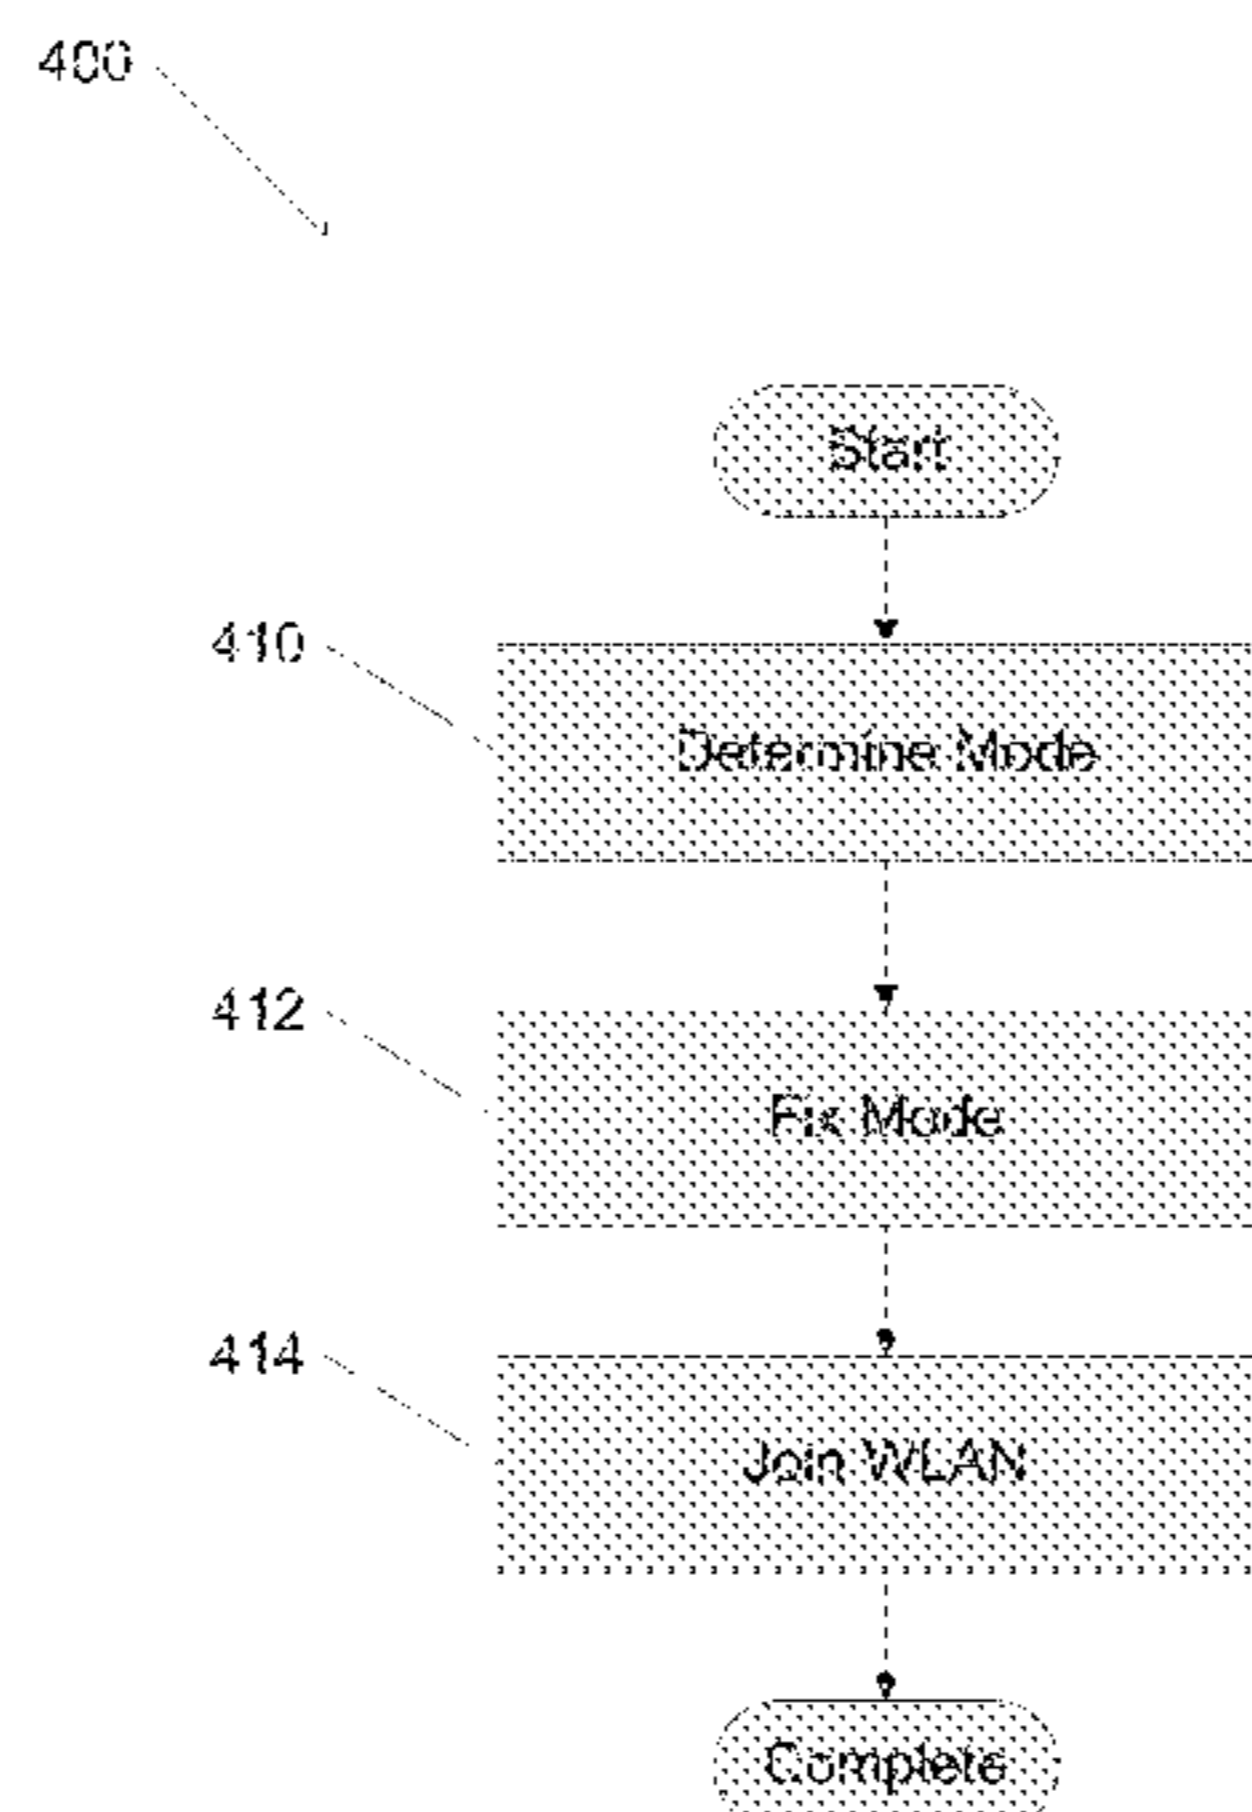 400
Start
410
Determine Mode
412
Fix Mode
414
Join WLAN
Complete